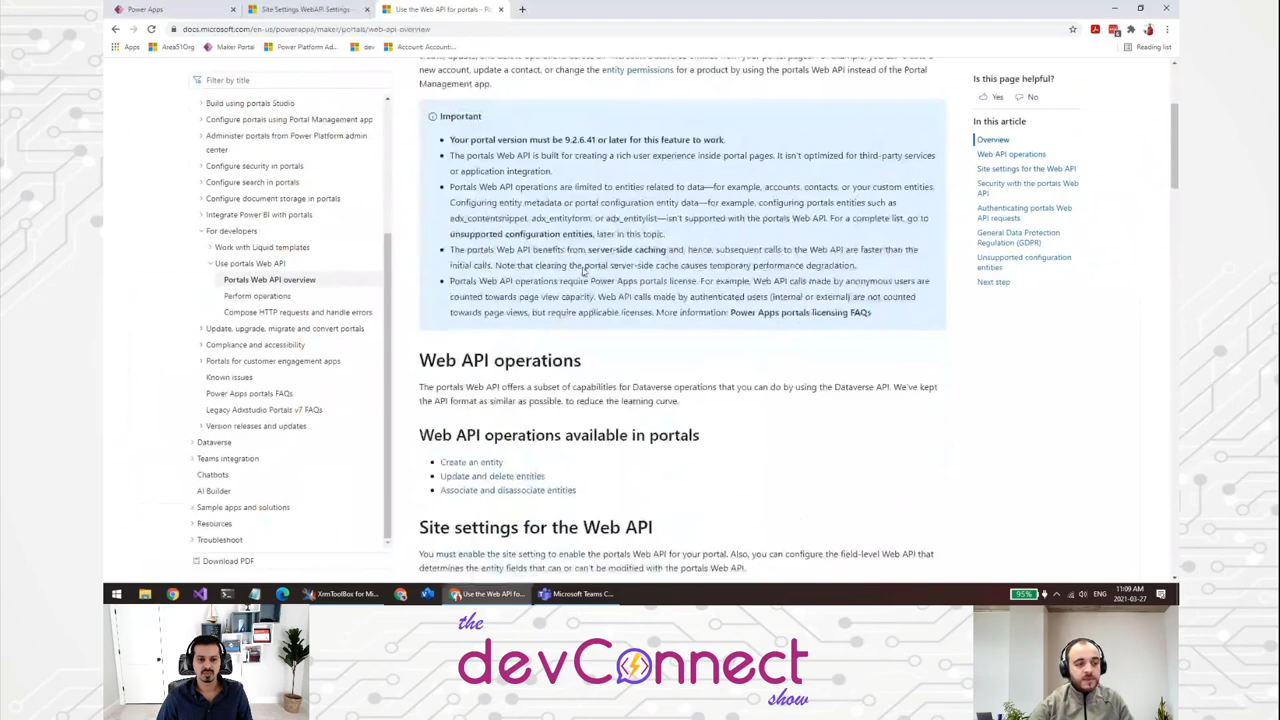 Power Apps
Site Settings WebAPI Settings -
Use the Web API for portals - Po
docs.microsoft.com/en-us/powerapps/maker/portals/web-api-overview
Apps
Area51Org
Maker Portal
Power Platform Ad...
dev
Account: Account:...
Reading list
Filter by title
Build using portals Studio
Configure portals using Portal Management app
Administer portals from Power Platform admin
center
Configure security in portals
Configure search in portals
Configure document storage in portals
Integrate Power BI with portals
For developers
Work with Liquid templates
Use portals Web API
Portals Web API overview
Perform operations
Compose HTTP requests and handle errors
Update, upgrade, migrate and convert portals
Compliance and accessibility
Portals for customer engagement apps
Known issues
Power Apps portals FAQs
Legacy Adxstudio Portals v7 FAQs
Version releases and updates
Dataverse
Teams integration
Chatbots
AI Builder
Sample apps and solutions
Resources
Troubleshoot
Download PDF
new account, update a contact, or change the entity permissions for a product by using the portals Web API instead of the Portal
Management app.
Important
• Your portal version must be 9.2.6.41 or later for this feature to work.
• The portals Web API is built for creating a rich user experience inside portal pages. It isn't optimized for third-party services
or application integration.
• Portals Web API operations are limited to entities related to data—for example, accounts, contacts, or your custom entities.
Configuring entity metadata or portal configuration entity data—for example, configuring portals entities such as
adx_contentsnippet, adx_entityform, or adx_entitylist—isn't supported with the portals Web API. For a complete list, go to
unsupported configuration entities, later in this topic.
• The portals Web API benefits from server-side caching and, hence, subsequent calls to the Web API are faster than the
initial calls. Note that clearing the portal server-side cache causes temporary performance degradation.
• Portals Web API operations require Power Apps portals license. For example, Web API calls made by anonymous users are
counted towards page view capacity. Web API calls made by authenticated users (internal or external) are not counted
towards page views, but require applicable licenses. More information: Power Apps portals licensing FAQs
Web API operations
The portals Web API offers a subset of capabilities for Dataverse operations that you can do by using the Dataverse API. We've kept
the API format as similar as possible, to reduce the learning curve.
Web API operations available in portals
• Create an entity
• Update and delete entities
• Associate and disassociate entities
Site settings for the Web API
You must enable the site setting to enable the portals Web API for your portal. Also, you can configure the field-level Web API that
determines the entity fields that can or can't be modified with the portals Web API.
Is this page helpful?
Yes
No
In this article
Overview
Web API operations
Site settings for the Web API
Security with the portals Web
API
Authenticating portals Web
API requests
General Data Protection
Regulation (GDPR)
Unsupported configuration
entities
Next step
XrmToolBox for Mi...
Use the Web API fo...
Microsoft Teams C...
95%
ENG
11:09 AM
2021-03-27
the
devConnect
show